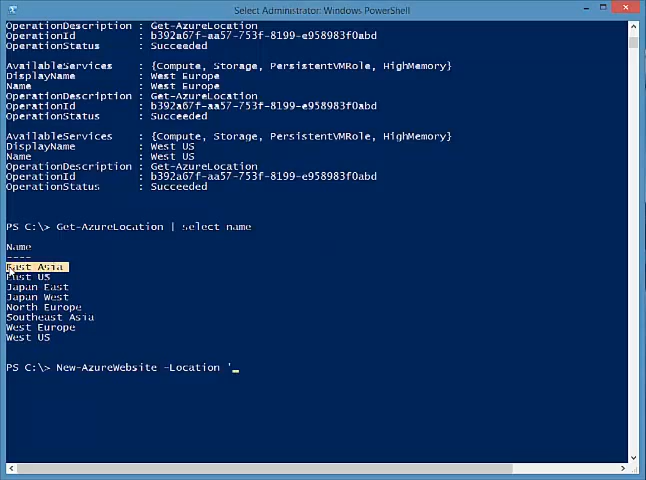 Select Administrator: Windows PowerShell
OperationDescription : Get-AzureLocation
OperationId          : b392a67f-aa57-753f-8199-e958983f0abd
OperationStatus      : Succeeded
AvailableServices    : {Compute, Storage, PersistentVMRole, HighMemory}
DisplayName          : West Europe
Name                 : West Europe
OperationDescription : Get-AzureLocation
OperationId          : b392a67f-aa57-753f-8199-e958983f0abd
OperationStatus      : Succeeded
AvailableServices    : {Compute, Storage, PersistentVMRole, HighMemory}
DisplayName          : West US
Name                 : West US
OperationDescription : Get-AzureLocation
OperationId          : b392a67f-aa57-753f-8199-e958983f0abd
OperationStatus      : Succeeded
PS C:\> Get-AzureLocation | select name
Name
----
East Asia
East US
Japan East
Japan West
North Europe
Southeast Asia
West Europe
West US
PS C:\> New-AzureWebsite -Location '_